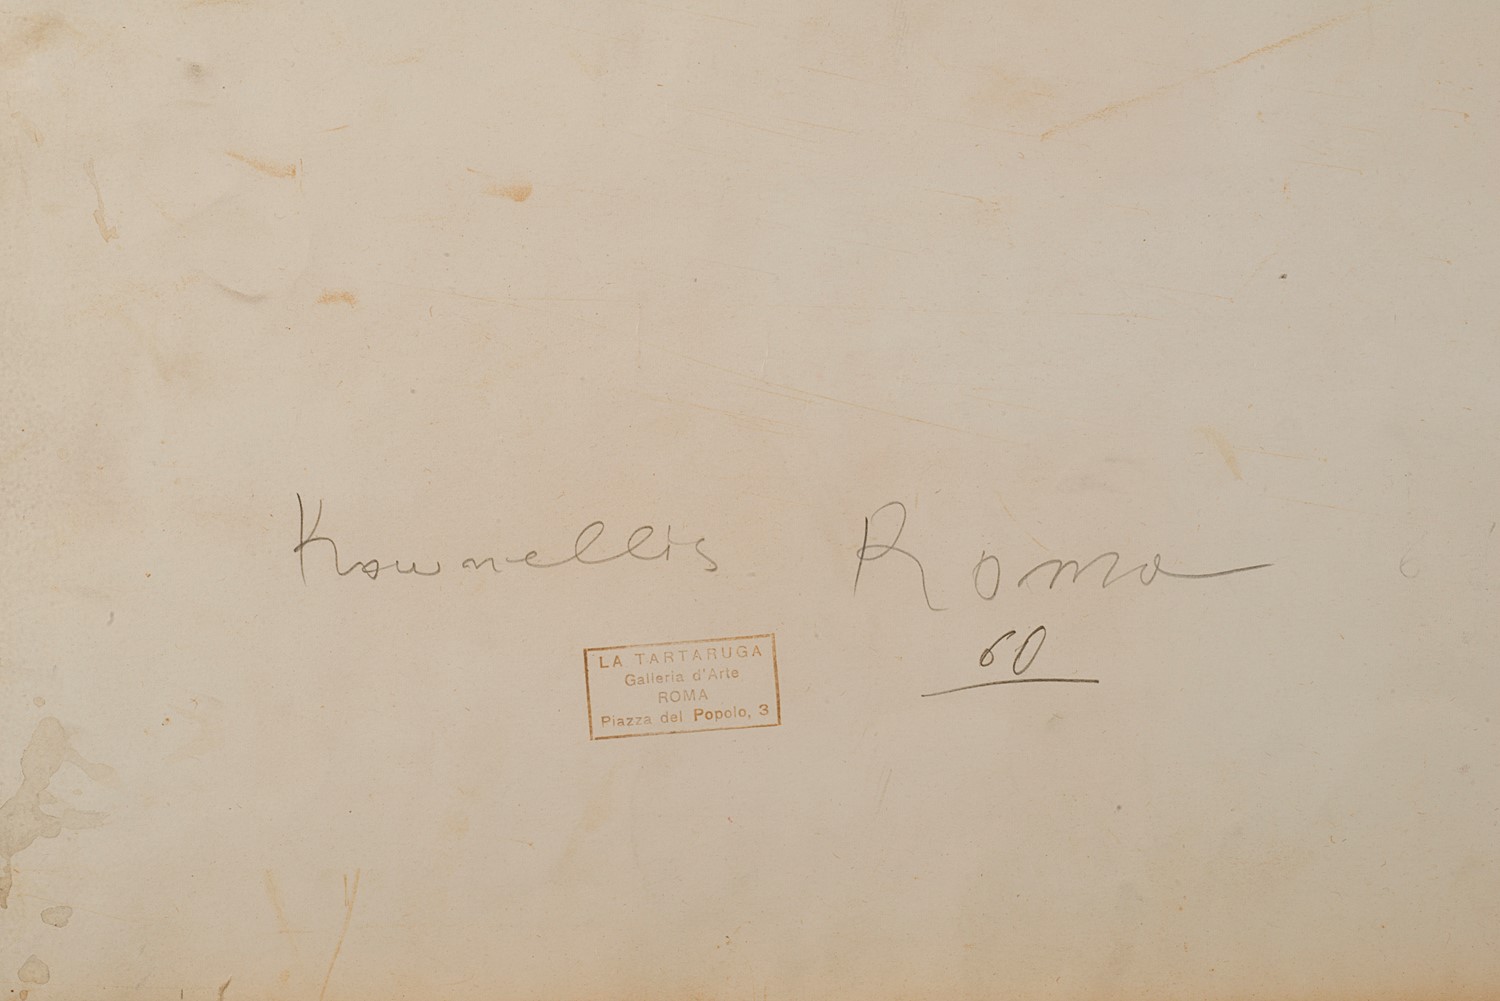 Kounellis Roma
60
LA TARTARUGA
Galleria d'Arte
ROMA
Piazza del Popolo, 3